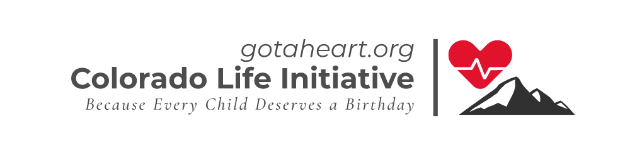 gotaheart.org
Colorado Life Initiative
Because Every Child Deserves a Birthday